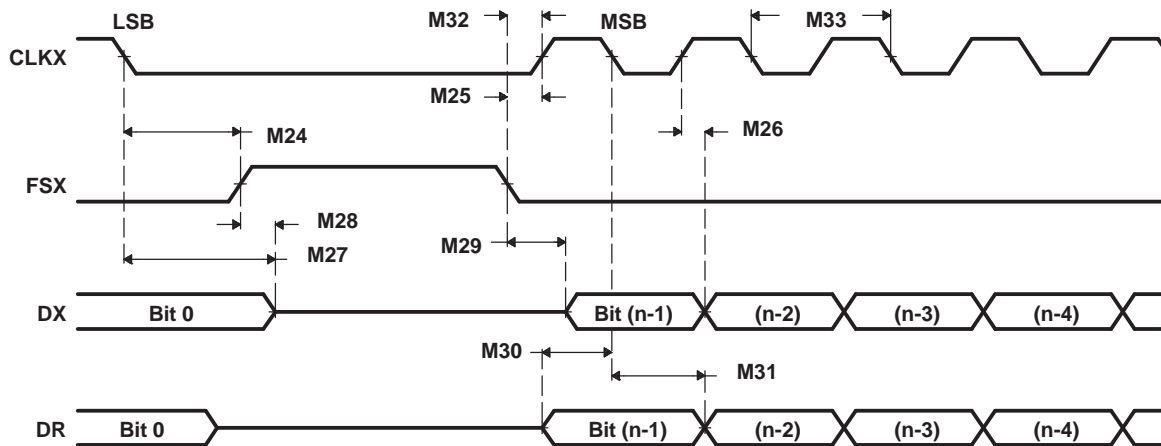 LSB
M32
MSB
M33
CLKX
M25
M24
M26
FSX
M28
M29
M27
DX
Bit 0
Bit (n-1)
(n-2)
(n-3)
(n-4)
M30
M31
DR
Bit 0
Bit (n-1)
(n-2)
(n-3)
(n-4)